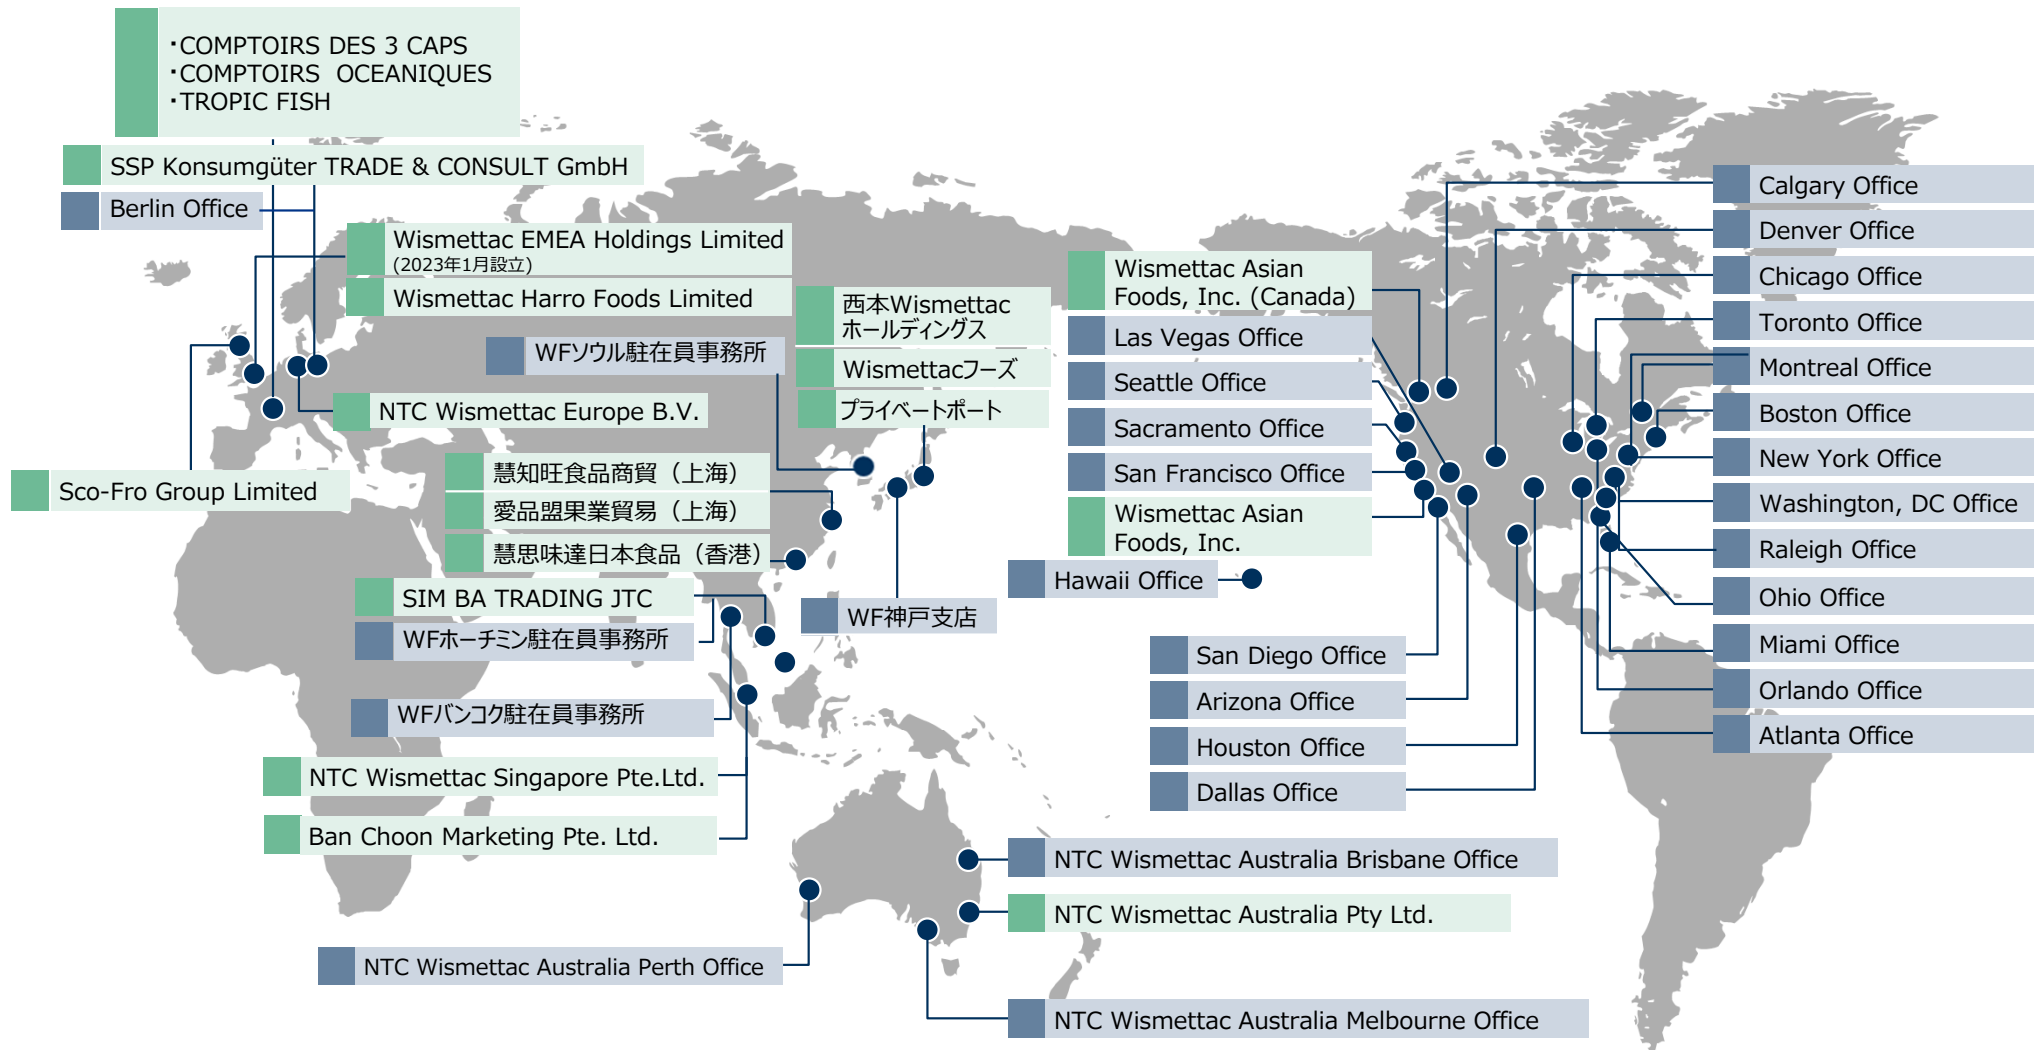 ・COMPTOIRS DES 3 CAPS
・COMPTOIRS OCEANIQUES
・TROPIC FISH
SSP Konsumgüter TRADE & CONSULT GmbH
Berlin Office
Wismettac EMEA Holdings Limited
(2023年1月設立)
Wismettac Harro Foods Limited
WFソウル駐在員事務所
NTC Wismettac Europe B.V.
Sco-Fro Group Limited
西本Wismettac
ホールディングス
Wismettacフーズ
プライベートポート
慧知旺食品商貿（上海）
愛品盟果業貿易（上海）
慧思味達日本食品（香港）
SIM BA TRADING JTC
WFホーチミン駐在員事務所
WF神戸支店
WFバンコク駐在員事務所
NTC Wismettac Singapore Pte.Ltd.
Ban Choon Marketing Pte. Ltd.
NTC Wismettac Australia Perth Office
Wismettac Asian
Foods, Inc. (Canada)
Las Vegas Office
Seattle Office
Sacramento Office
San Francisco Office
Wismettac Asian
Foods, Inc.
Hawaii Office
San Diego Office
Arizona Office
Houston Office
Dallas Office
NTC Wismettac Australia Brisbane Office
NTC Wismettac Australia Pty Ltd.
NTC Wismettac Australia Melbourne Office
Calgary Office
Denver Office
Chicago Office
Toronto Office
Montreal Office
Boston Office
New York Office
Washington, DC Office
Raleigh Office
Ohio Office
Miami Office
Orlando Office
Atlanta Office